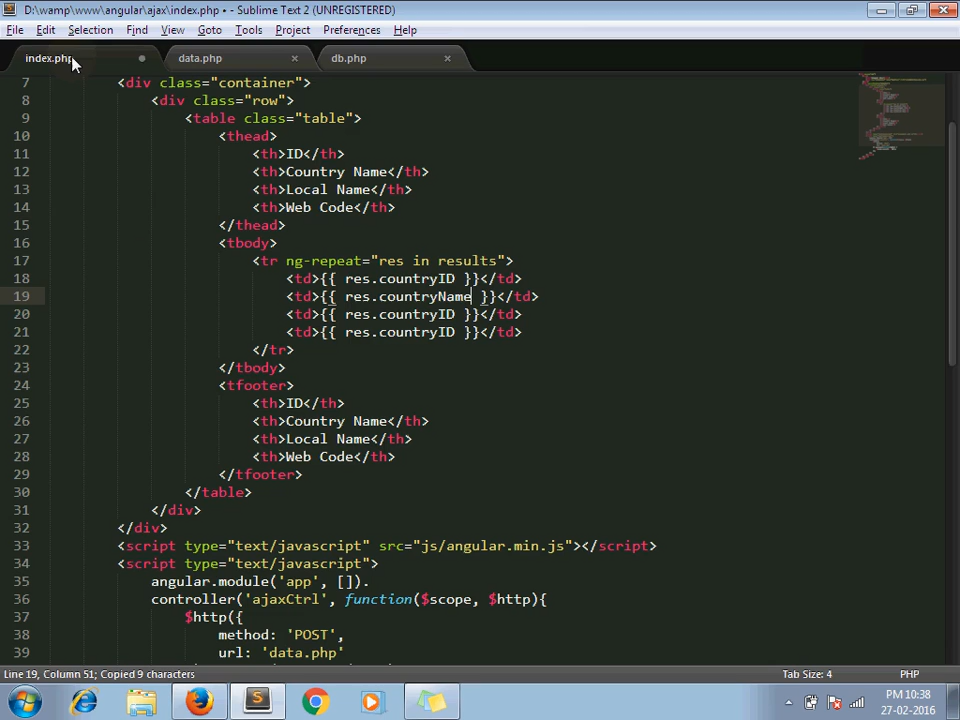 D:\wamp\www\angular\ajax\index.php • - Sublime Text 2 (UNREGISTERED)
File Edit Selection Find View Goto Tools Project Preferences Help
index.php data.php db.php
7 <div class="container">
8 <div class="row">
9 <table class="table">
10 <thead>
11 <th>ID</th>
12 <th>Country Name</th>
13 <th>Local Name</th>
14 <th>Web Code</th>
15 </thead>
16 <tbody>
17 <tr ng-repeat="res in results">
18 <td>{{ res.countryID }}</td>
19 <td>{{ res.countryName }}</td>
20 <td>{{ res.countryID }}</td>
21 <td>{{ res.countryID }}</td>
22 </tr>
23 </tbody>
24 <tfooter>
25 <th>ID</th>
26 <th>Country Name</th>
27 <th>Local Name</th>
28 <th>Web Code</th>
29 </tfooter>
30 </table>
31 </div>
32 </div>
33 <script type="text/javascript" src="js/angular.min.js"></script>
34 <script type="text/javascript">
35 angular.module('app', []).
36 controller('ajaxCtrl', function($scope, $http){
37 $http({
38 method: 'POST',
39 url: 'data.php'
Line 19, Column 51; Copied 9 characters Tab Size: 4 PHP
PM 10:38
27-02-2016